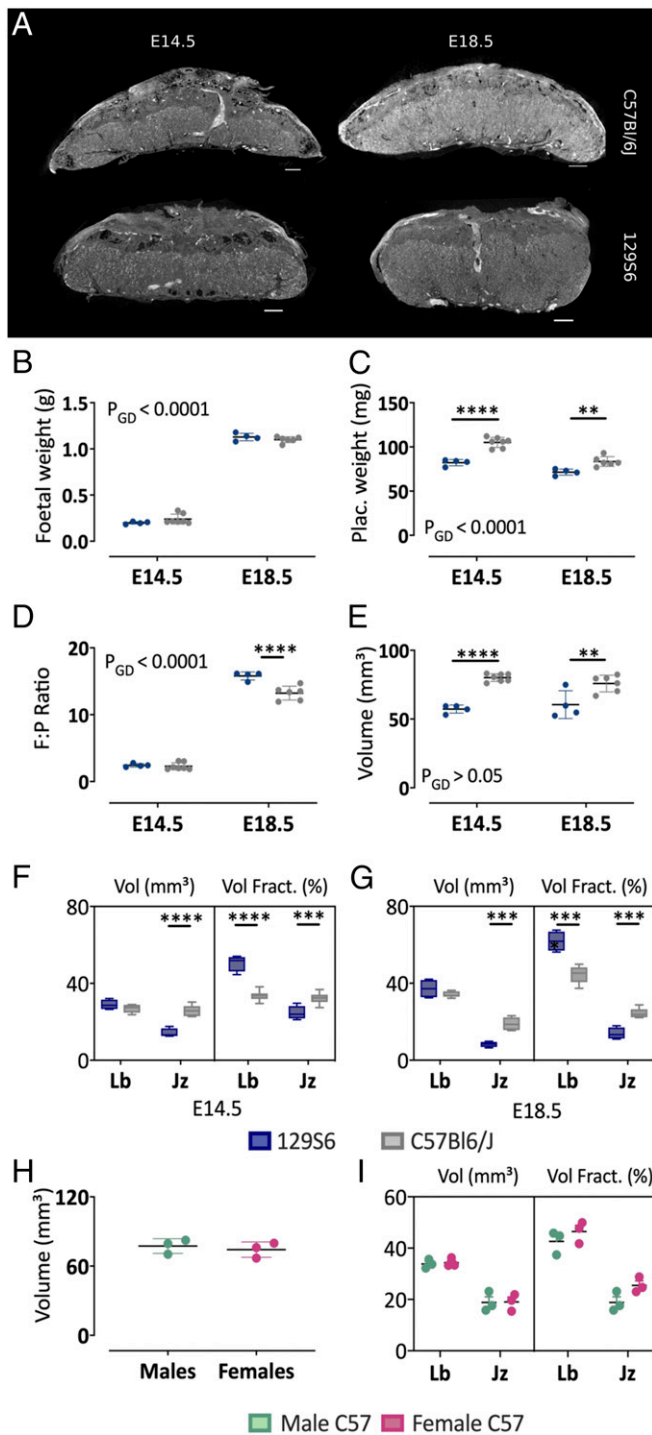 A
E14.5
E18.5
C57Bl/6J
129S6
B
Foetal weight (g)
1.5
1.0
0.5
0.0
P_GD < 0.0001
E14.5
E18.5
C
Plac. weight (mg)
150
100
50
0
****
**
P_GD < 0.0001
E14.5
E18.5
D
F:P Ratio
20
10
0
P_GD < 0.0001
****
E14.5
E18.5
E
Volume (mm³)
100
50
0
****
**
P_GD > 0.05
E14.5
E18.5
F
Vol (mm³)
Vol Fract. (%)
80
40
0
****
****
***
Lb
Jz
Lb
Jz
E14.5
G
Vol (mm³)
Vol Fract. (%)
80
40
0
***
***
***
*
Lb
Jz
Lb
Jz
E18.5
129S6
C57Bl6/J
H
Volume (mm³)
120
60
0
Males
Females
I
Vol (mm³)
Vol Fract. (%)
60
40
20
0
Lb
Jz
Lb
Jz
Male C57
Female C57